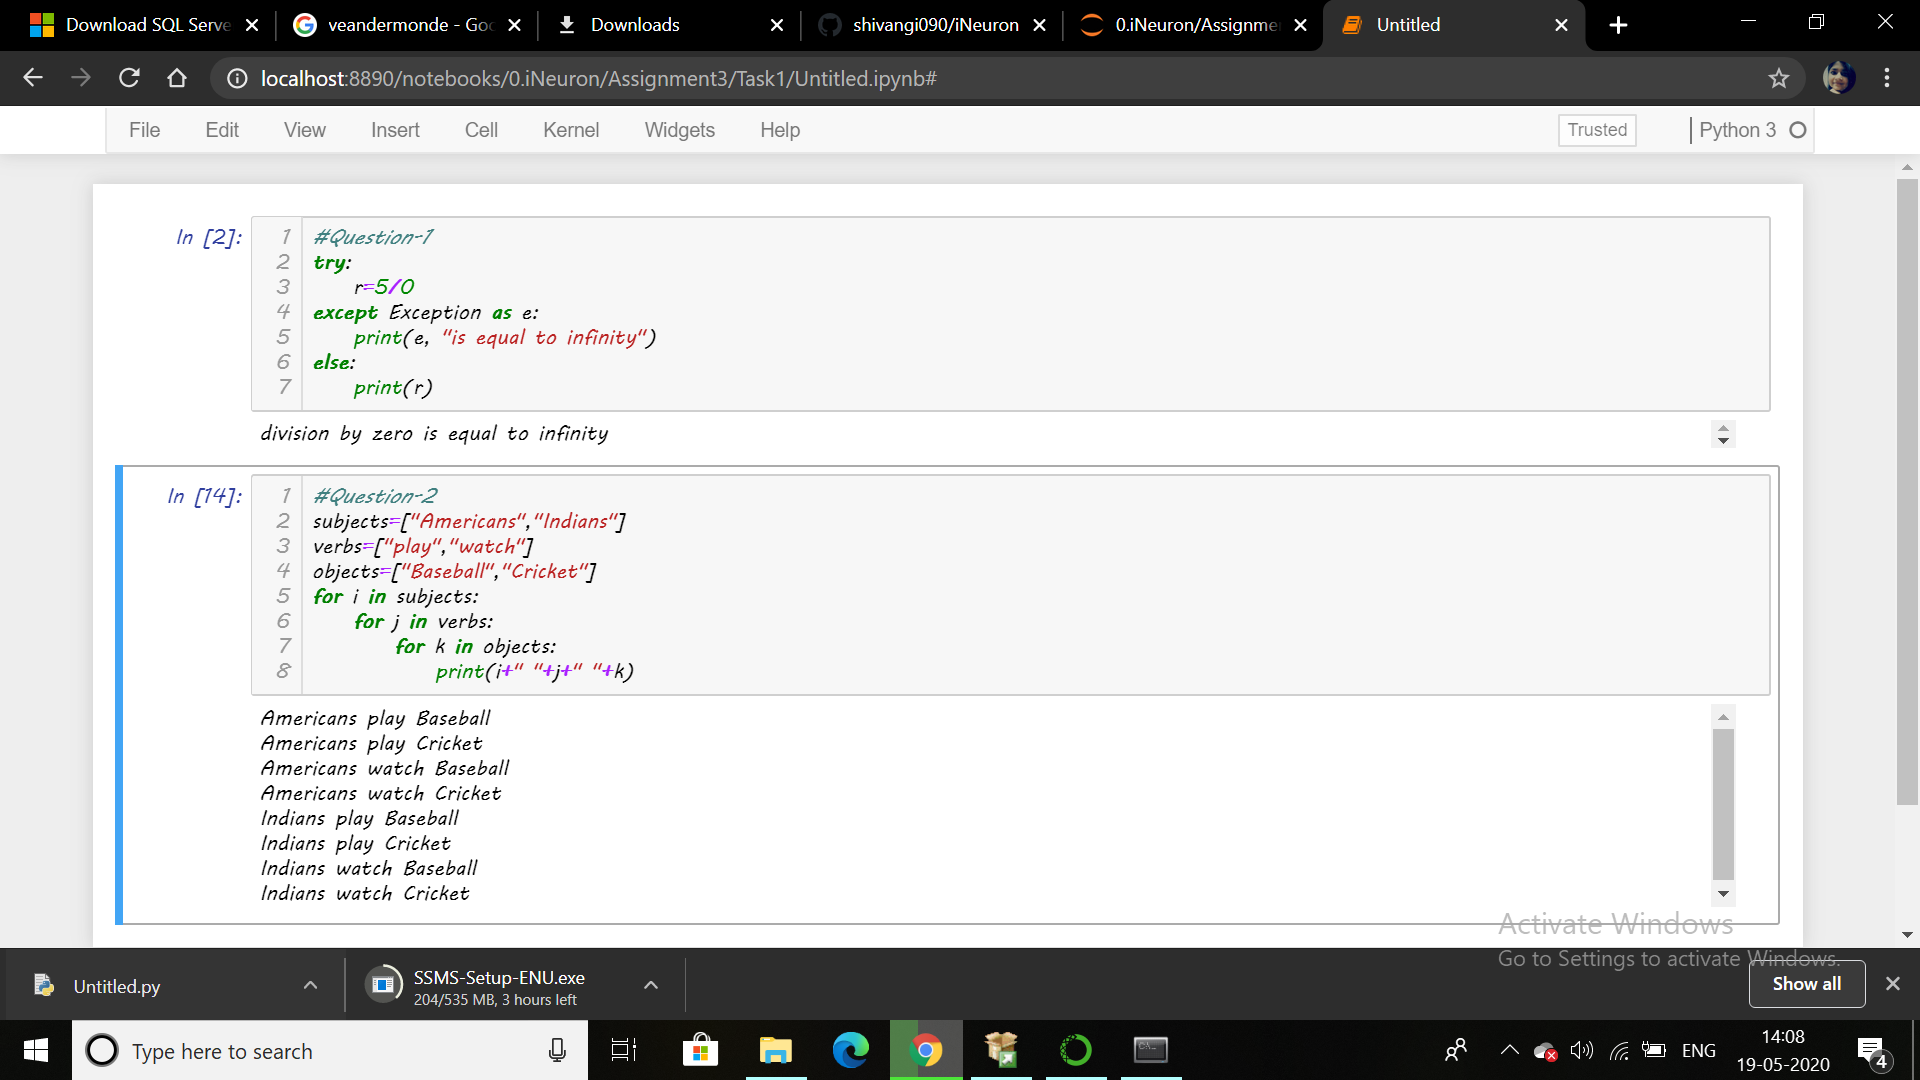 Download SQL Serve
veandermonde - Goo
Downloads
shivangi090/iNeuron
0.iNeuron/Assignme
Untitled
localhost:8890/notebooks/0.iNeuron/Assignment3/Task1/Untitled.ipynb#
File Edit View Insert Cell Kernel Widgets Help Trusted Python 3
In [2]:
1 #Question-1
2 try:
3 r=5/0
4 except Exception as e:
5 print(e, "is equal to infinity")
6 else:
7 print(r)
division by zero is equal to infinity
In [14]:
1 #Question-2
2 subjects=["Americans","Indians"]
3 verbs=["play","watch"]
4 objects=["Baseball","Cricket"]
5 for i in subjects:
6 for j in verbs:
7 for k in objects:
8 print(i+" "+j+" "+k)
Americans play Baseball
Americans play Cricket
Americans watch Baseball
Americans watch Cricket
Indians play Baseball
Indians play Cricket
Indians watch Baseball
Indians watch Cricket
Activate Windows
Go to Settings to activate Windows.
Untitled.py
SSMS-Setup-ENU.exe
204/535 MB, 3 hours left
Show all
Type here to search
ENG
14:08
19-05-2020
4